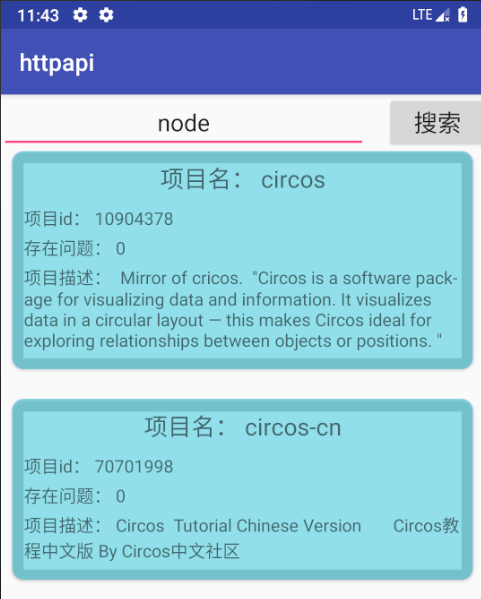 11:43 LTE
httpapi
node 搜索
项目名： circos
项目id： 10904378
存在问题： 0
项目描述： Mirror of cricos. "Circos is a software pack-
age for visualizing data and information. It visualizes
data in a circular layout — this makes Circos ideal for
exploring relationships between objects or positions. "
项目名： circos-cn
项目id： 70701998
存在问题： 0
项目描述： Circos Tutorial Chinese Version Circos教
程中文版 By Circos中文社区